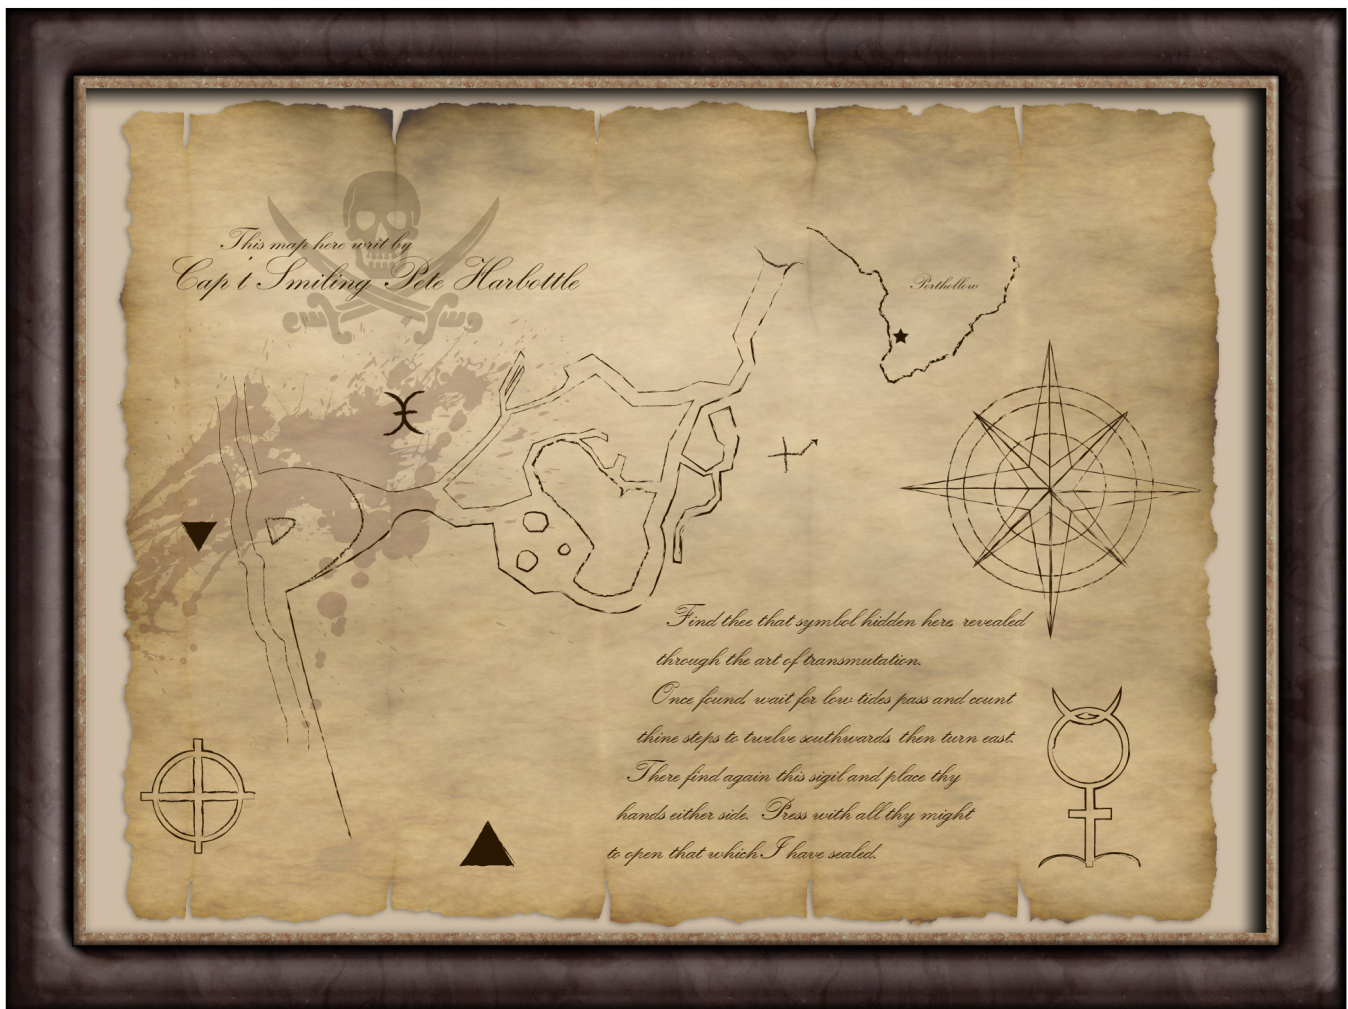 This map here writ by
Cap't Smiling Pete Harbottle
Porthollow
Find thee that symbol hidden here, revealed
through the art of transmutation.
Once found, wait for low tides pass and count
thine steps to twelve southwards, then turn east.
There find again this sigil and place thy
hands either side. Press with all thy might
to open that which I have sealed.